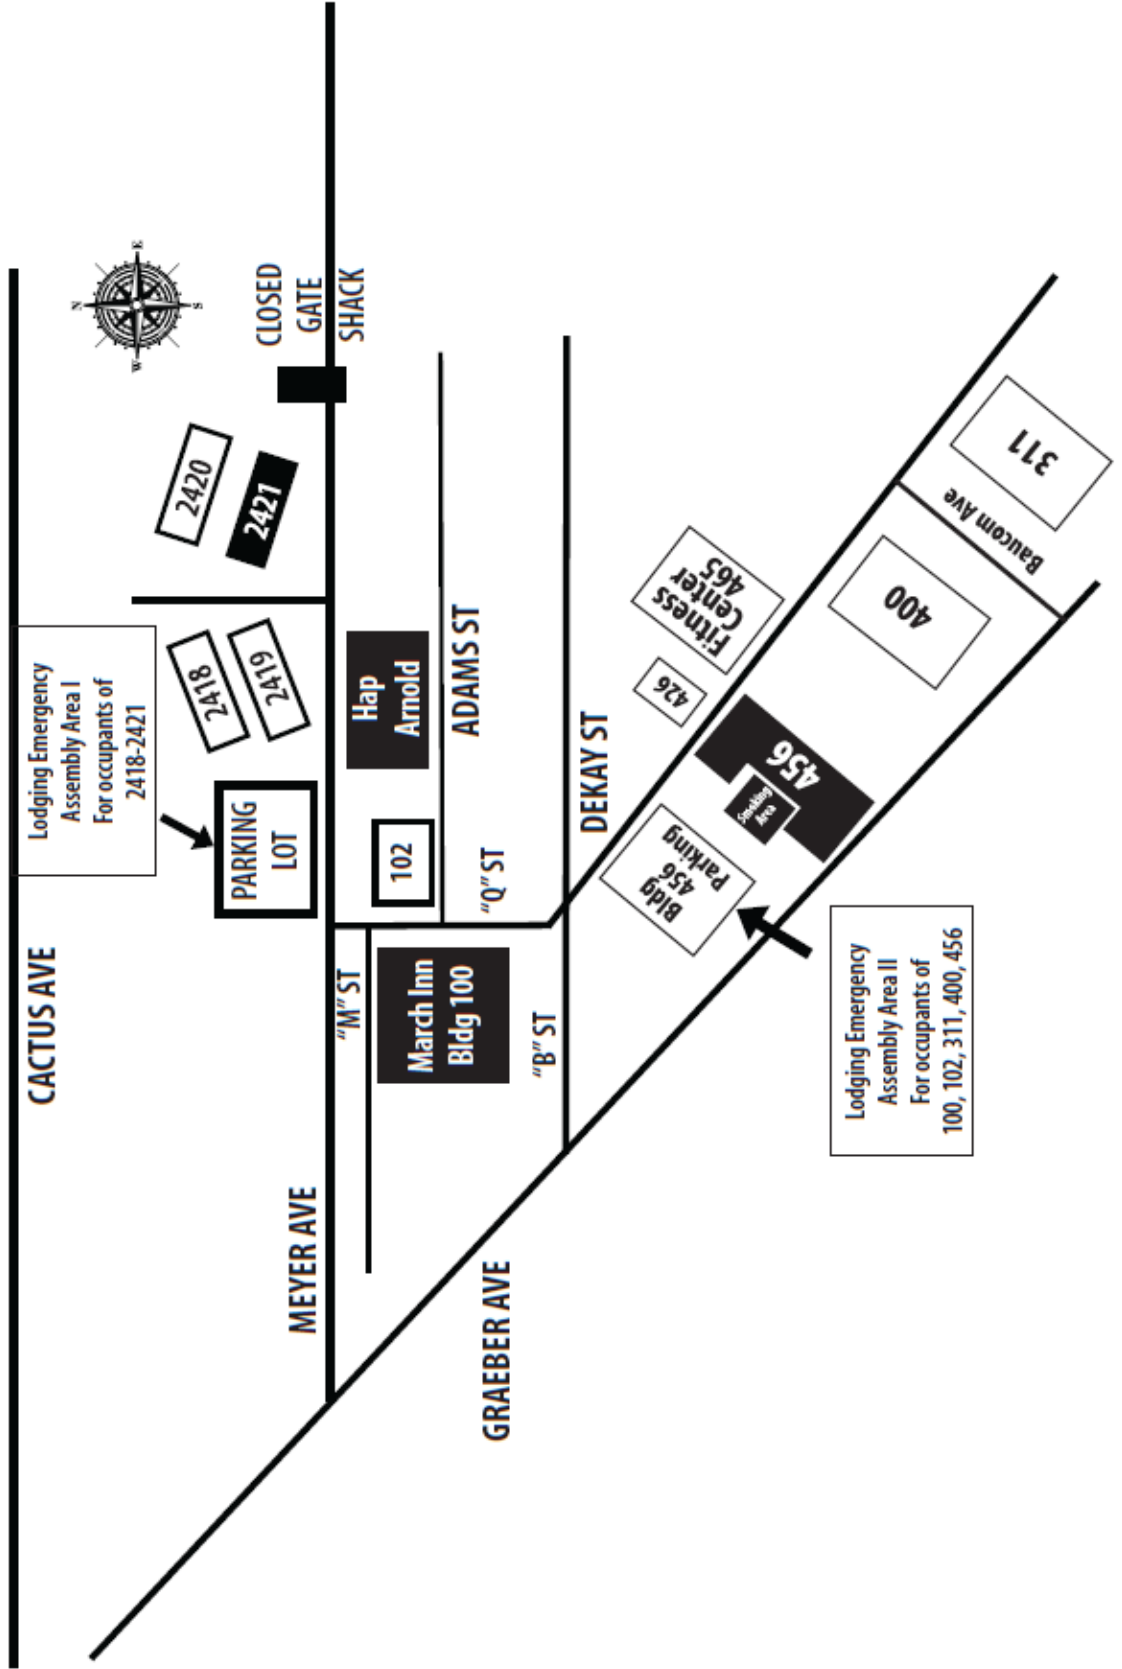 CACTUS AVE
Lodging Emergency
Assembly Area I
For occupants of
2418-2421
N
E
S
W
PARKING
LOT
2418
2419
2420
2421
CLOSED
GATE
SHACK
MEYER AVE
"M" ST
March Inn
Bldg 100
102
Hap
Arnold
"Q" ST
ADAMS ST
"B" ST
DEKAY ST
GRAEBER AVE
Bldg
456
Parking
Smoking
Area
456
426
Fitness
Center
465
400
Baucom Ave
311
Lodging Emergency
Assembly Area II
For occupants of
100, 102, 311, 400, 456